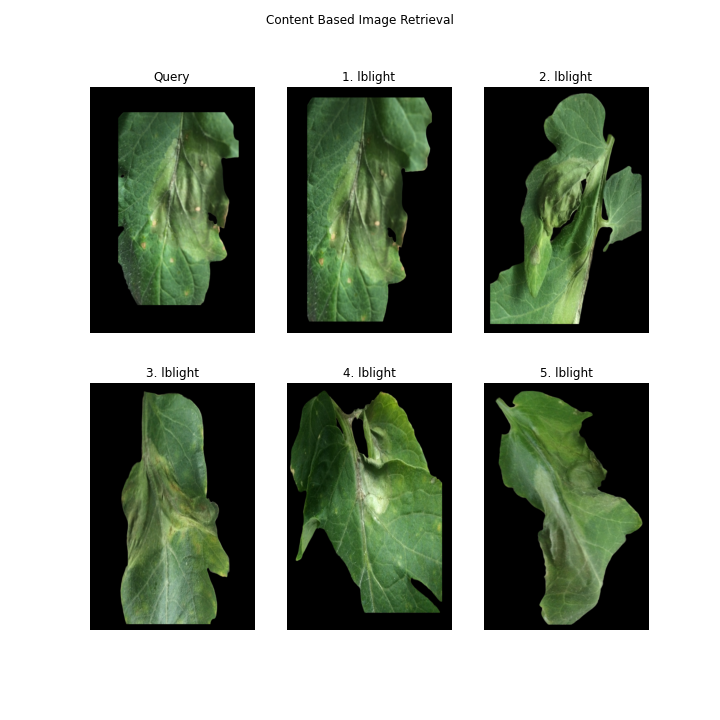 Content Based Image Retrieval
Query
1. lblight
2. lblight
3. lblight
4. lblight
5. lblight